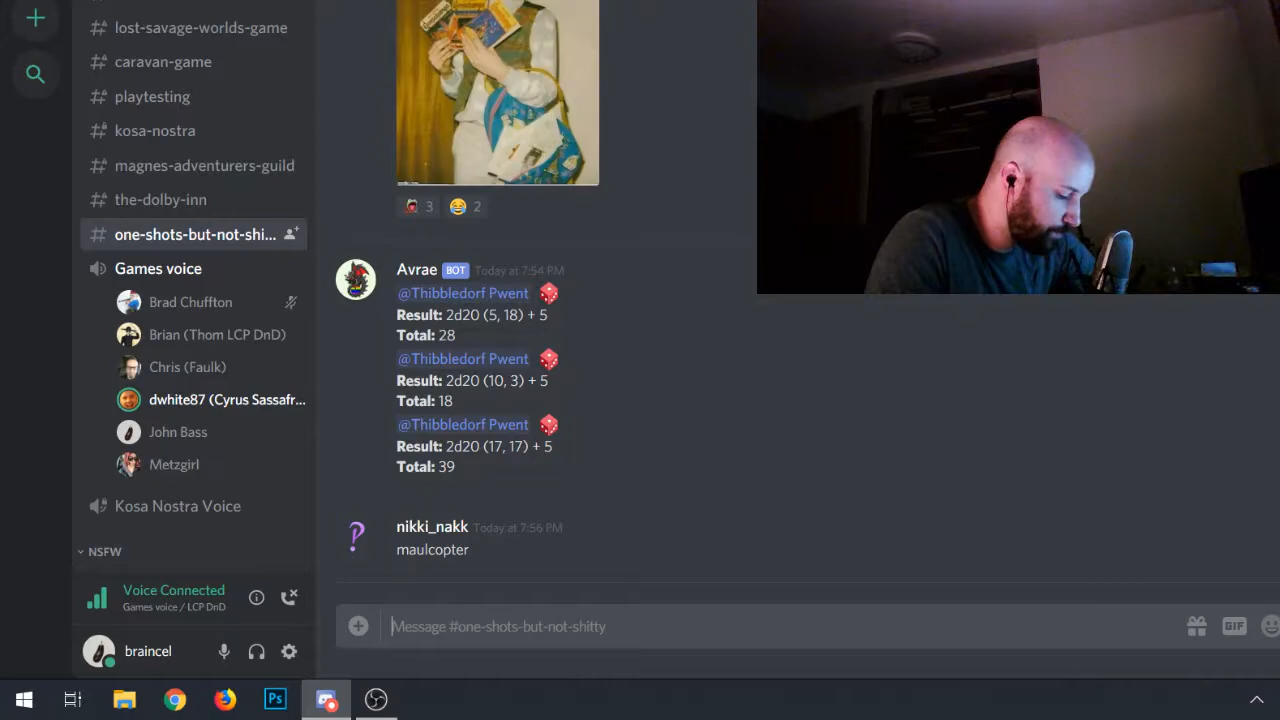 lost-savage-worlds-game
caravan-game
playtesting
kosa-nostra
magnes-adventurers-guild
the-dolby-inn
one-shots-but-not-shi...
Games voice
Brad Chuffton
Brian (Thom LCP DnD)
Chris (Faulk)
dwhite87 (Cyrus Sassafr...
John Bass
Metzgirl
Kosa Nostra Voice
NSFW
Voice Connected
Games voice / LCP DnD
braincel
3
2
Avrae BOT Today at 7:54 PM
@Thibbledorf Pwent
Result: 2d20 (5, 18) + 5
Total: 28
@Thibbledorf Pwent
Result: 2d20 (10, 3) + 5
Total: 18
@Thibbledorf Pwent
Result: 2d20 (17, 17) + 5
Total: 39
nikki_nakk Today at 7:56 PM
maulcopter
Message #one-shots-but-not-shitty
GIF
Ps